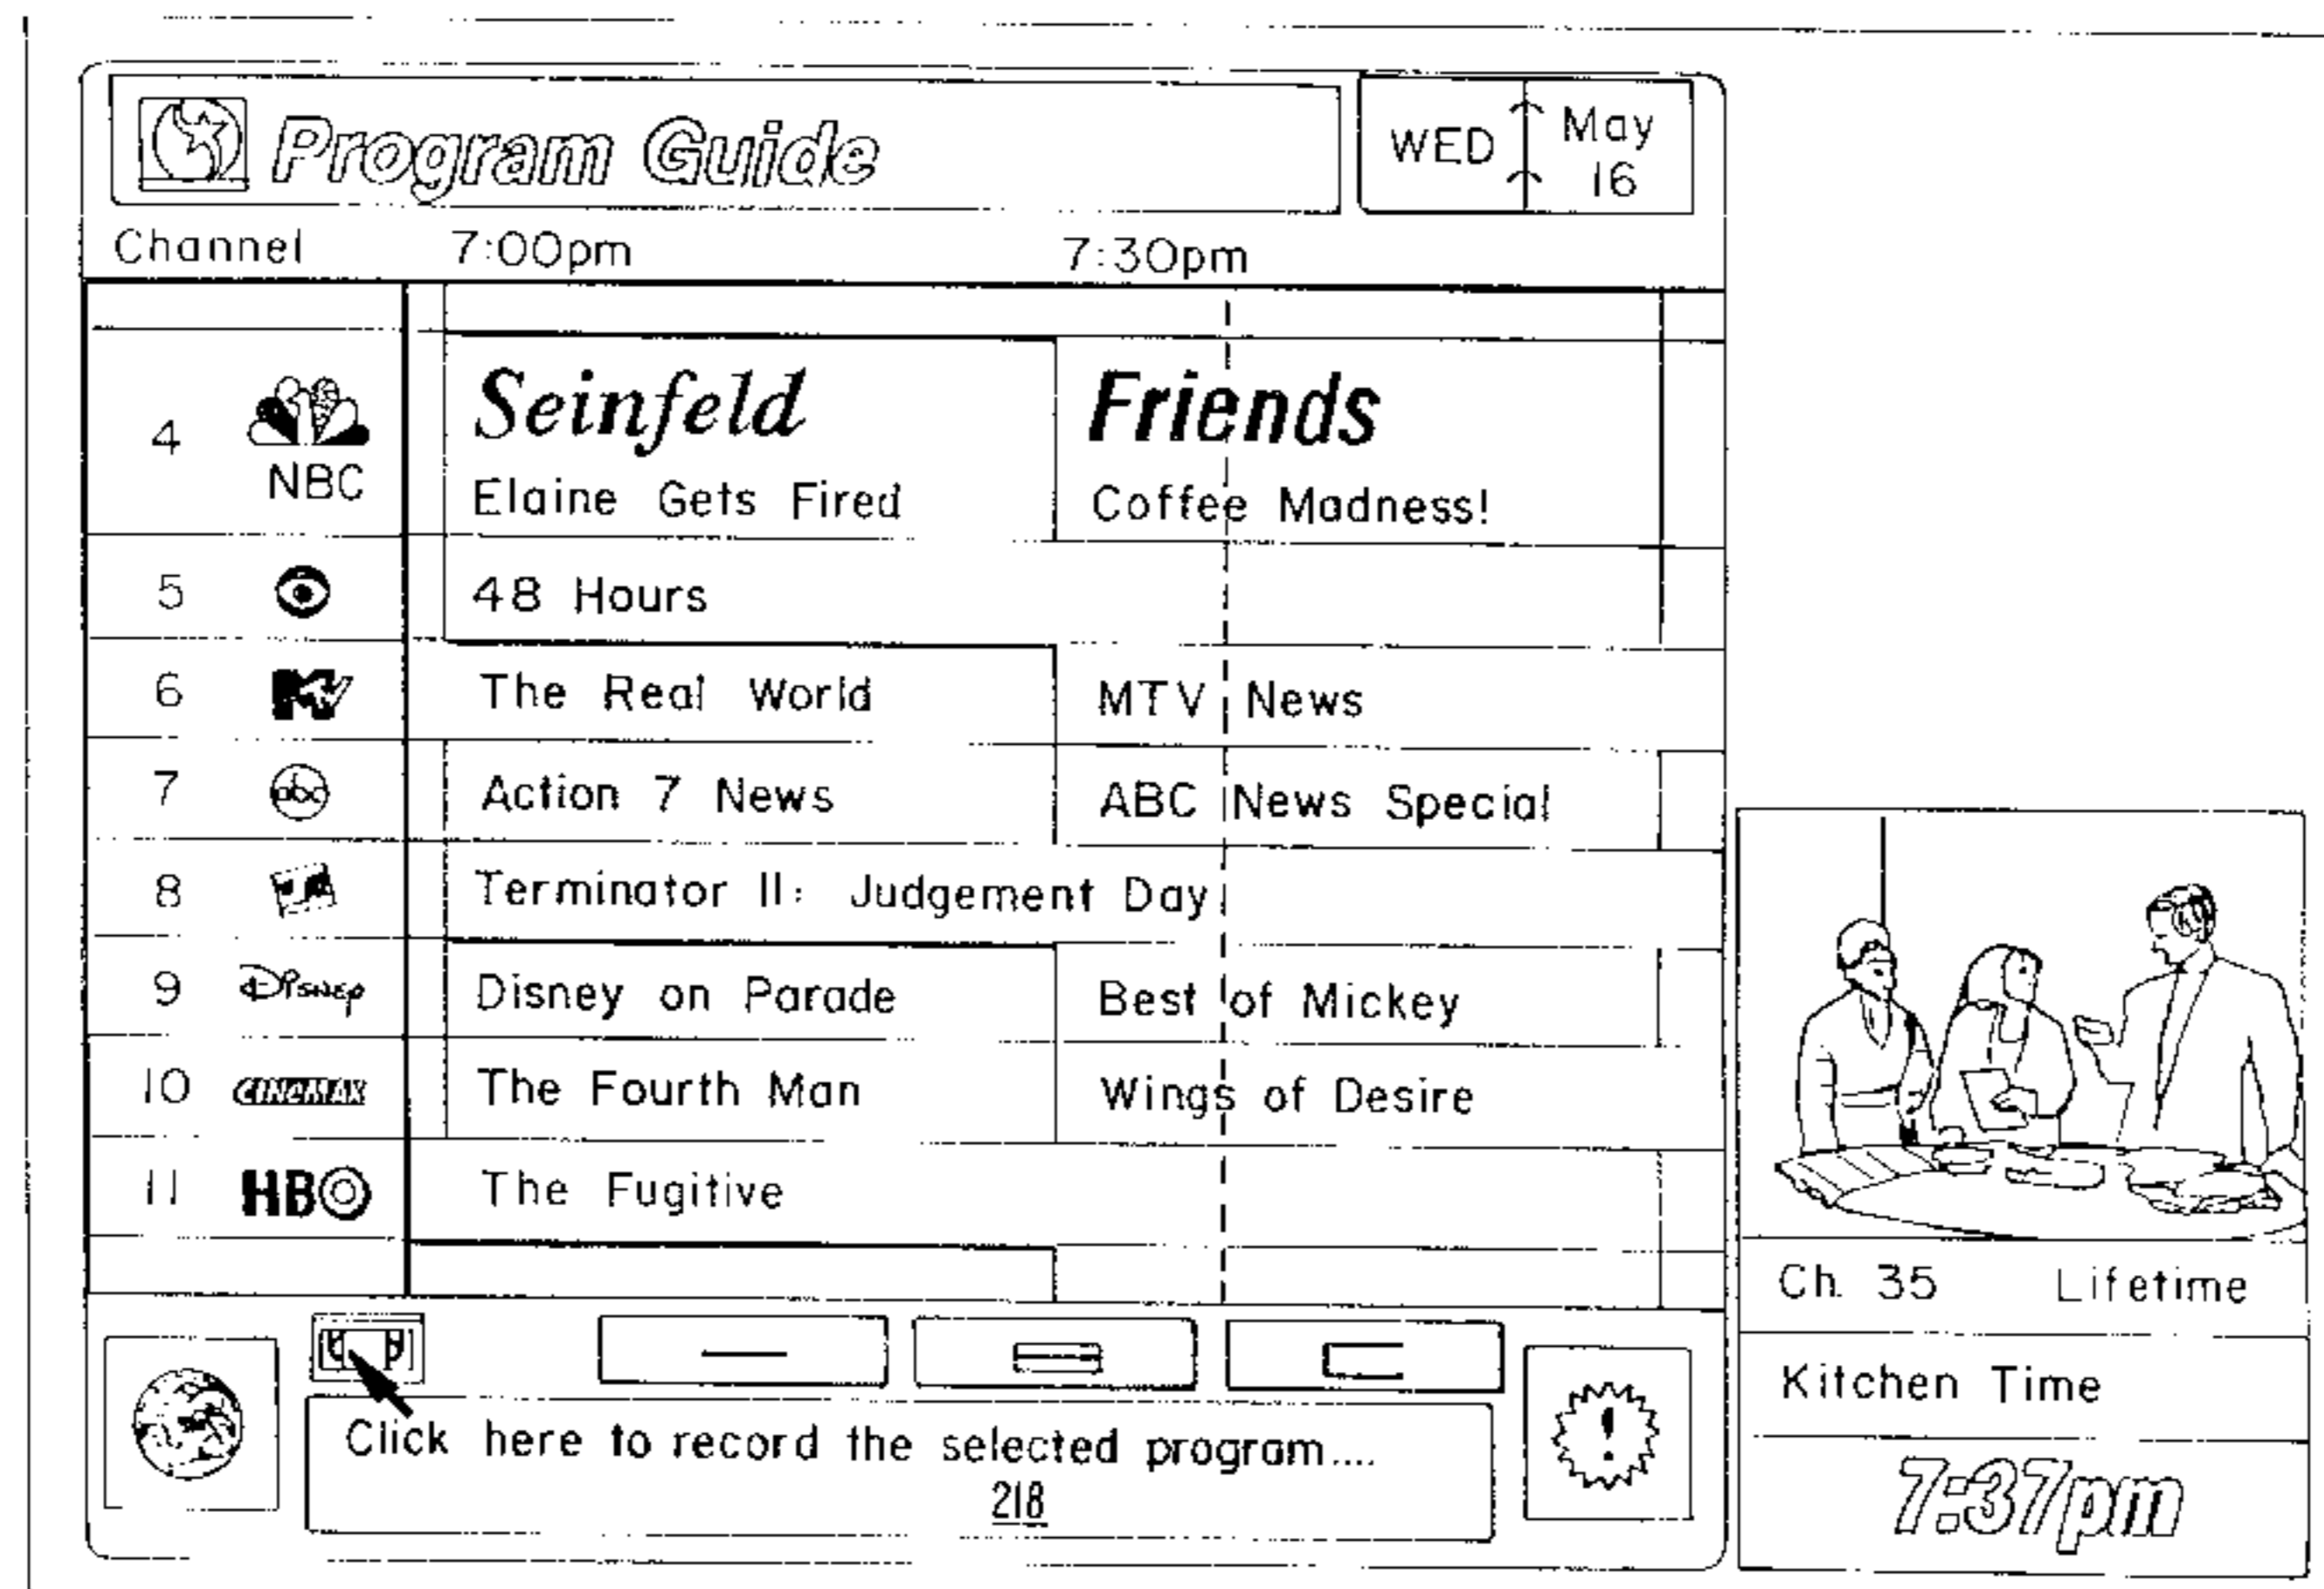 Program Guide
WED May
16
Channel 7:00pm 7:30pm
4 NBC Seinfeld Friends
Elaine Gets Fired Coffee Madness!
5 48 Hours
6 The Real World MTV News
7 abc Action 7 News ABC News Special
8 Terminator II: Judgement Day
9 Disney Disney on Parade Best of Mickey
10 CINEMAX The Fourth Man Wings of Desire
11 HBO The Fugitive
Ch. 35 Lifetime
Kitchen Time
7:37pm
Click here to record the selected program....
218
!